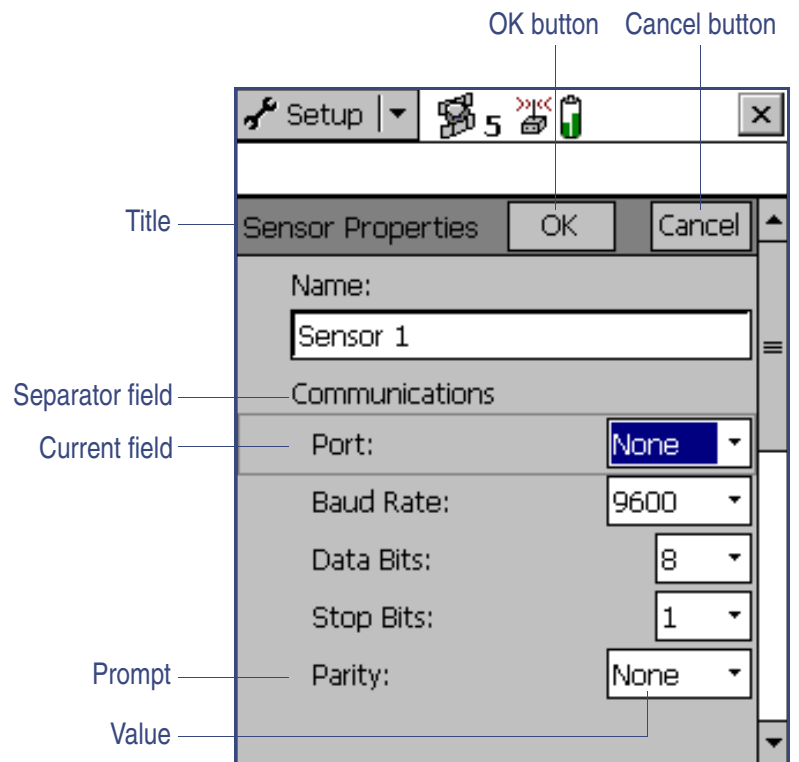 OK button Cancel button
Setup 5
Title Sensor Properties OK Cancel
Name:
Sensor 1
Separator field Communications
Current field Port: None
Baud Rate: 9600
Data Bits: 8
Stop Bits: 1
Prompt Parity: None
Value